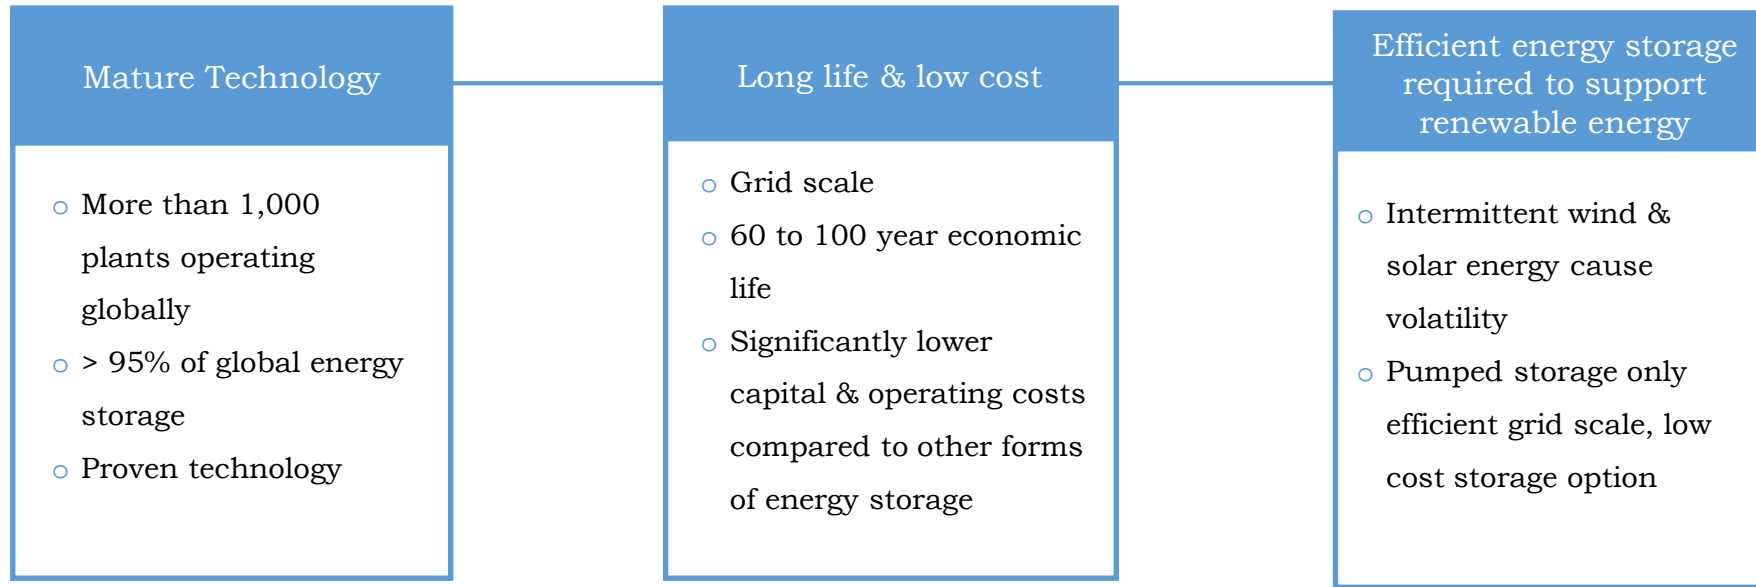 Mature Technology
○ More than 1,000
plants operating
globally
○ > 95% of global energy
storage
○ Proven technology
Long life & low cost
○ Grid scale
○ 60 to 100 year economic
life
○ Significantly lower
capital & operating costs
compared to other forms
of energy storage
Efficient energy storage
required to support
renewable energy
○ Intermittent wind &
solar energy cause
volatility
○ Pumped storage only
efficient grid scale, low
cost storage option